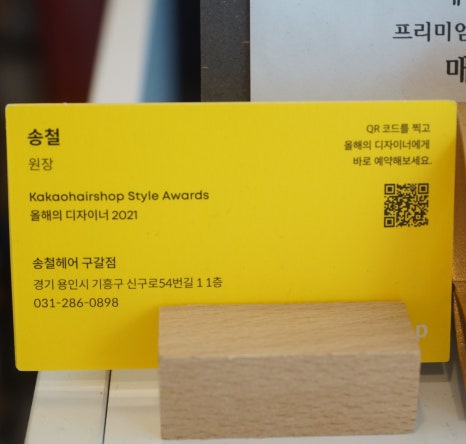 프리미엄
매
송철
원장
QR 코드를 찍고
올해의 디자이너에게
바로 예약해보세요.
Kakaohairshop Style Awards
올해의 디자이너 2021
송철헤어 구갈점
경기 용인시 기흥구 신구로54번길 1 1층
031-286-0898
D